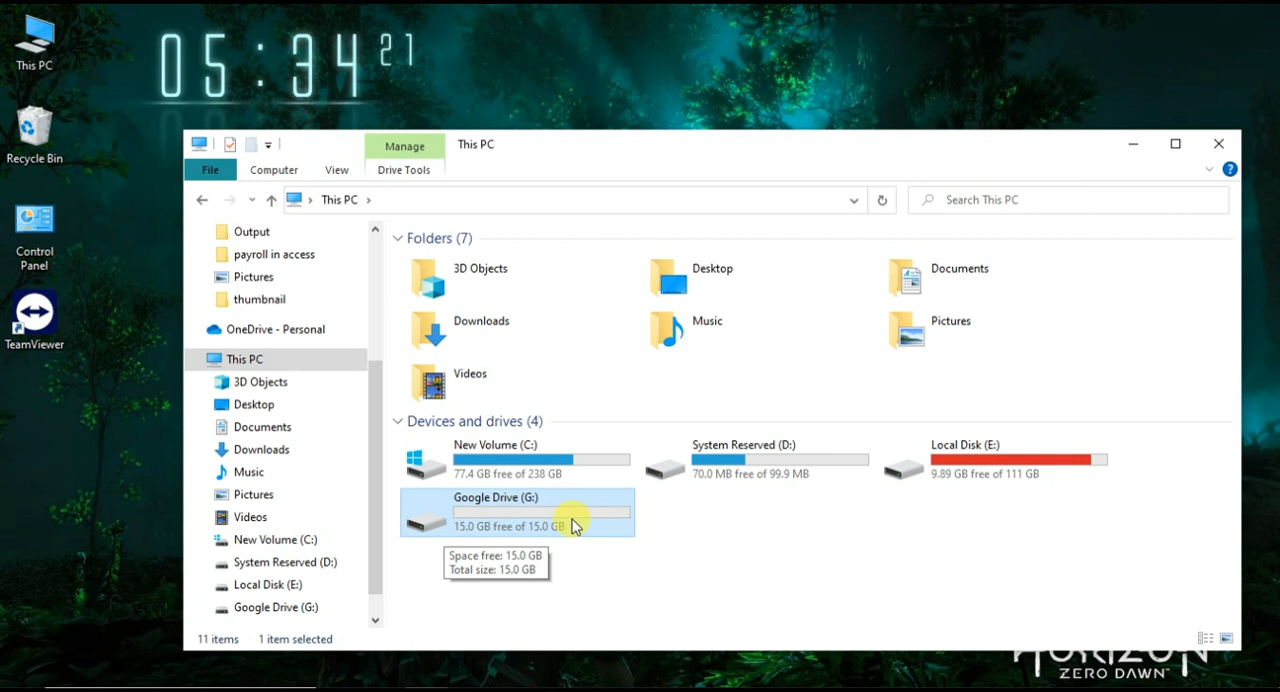 05:34 21
This PC
Recycle Bin
Control
Panel
TeamViewer
Manage
This PC
File
Computer
View
Drive Tools
This PC
Search This PC
Output
payroll in access
Pictures
thumbnail
OneDrive - Personal
This PC
3D Objects
Desktop
Documents
Downloads
Music
Pictures
Videos
New Volume (C:)
System Reserved (D:)
Local Disk (E:)
Google Drive (G:)
Folders (7)
3D Objects
Desktop
Documents
Downloads
Music
Pictures
Videos
Devices and drives (4)
New Volume (C:)
77.4 GB free of 238 GB
System Reserved (D:)
70.0 MB free of 99.9 MB
Local Disk (E:)
9.89 GB free of 111 GB
Google Drive (G:)
15.0 GB free of 15.0 GB
Space free: 15.0 GB
Total size: 15.0 GB
11 items
1 item selected
HORIZON
ZERO DAWN